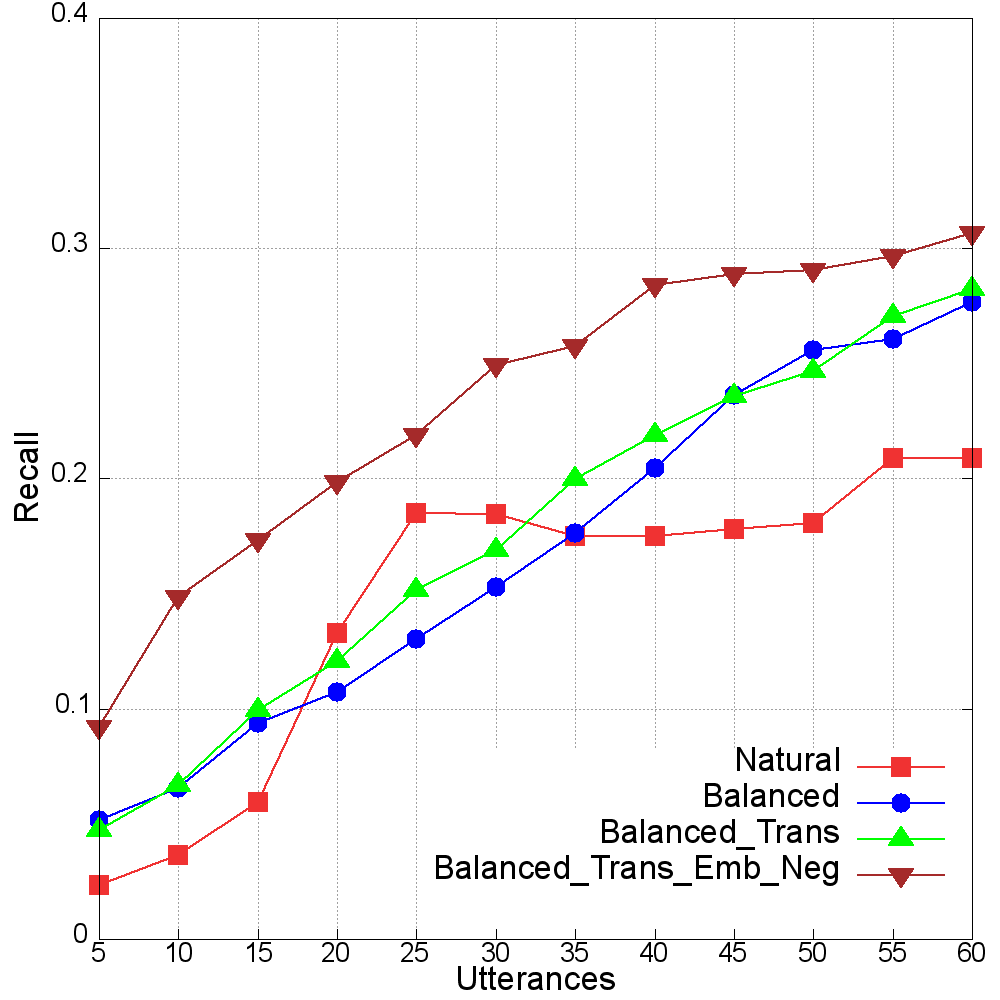 0.4
0.3
0.2
0.1
0
Recall
Natural
Balanced
Balanced_Trans
Balanced_Trans_Emb_Neg
5 10 15 20 25 30 35 40 45 50 55 60
Utterances